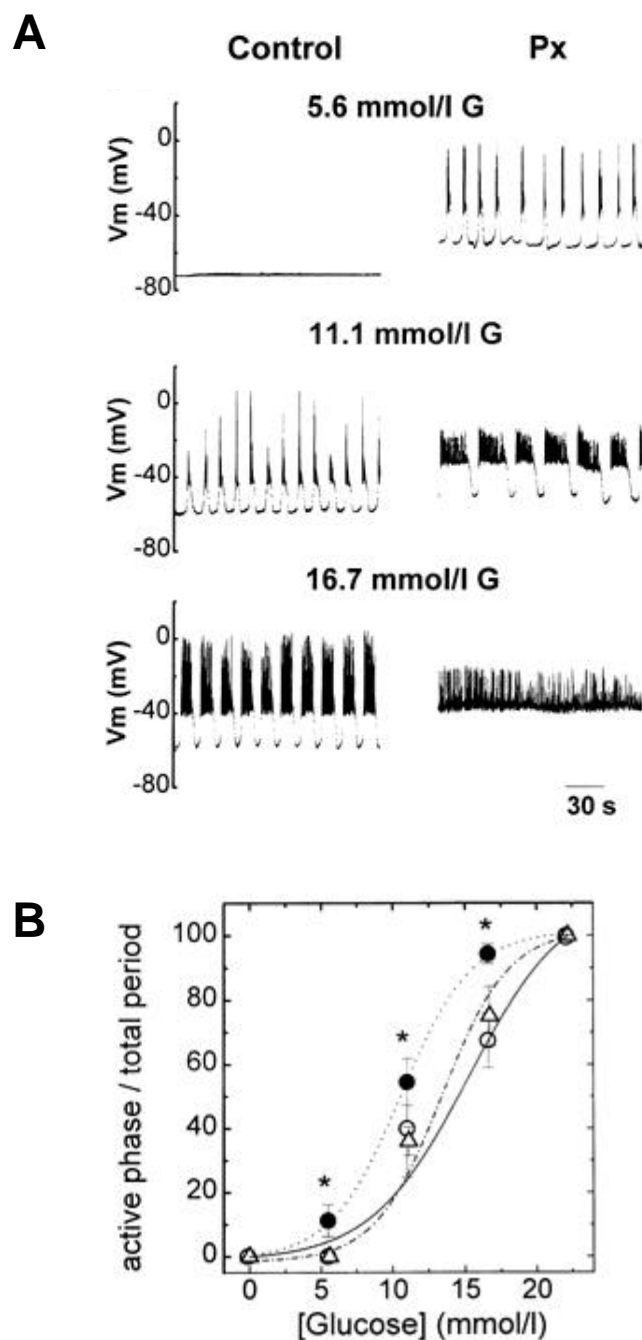 A
Control Px
5.6 mmol/l G
0
-40
-80
Vm (mV)
11.1 mmol/l G
0
-40
-80
Vm (mV)
16.7 mmol/l G
0
-40
-80
Vm (mV)
30 s
B
100
80
60
40
20
0
active phase / total period
*
*
*
0 5 10 15 20
[Glucose] (mmol/l)